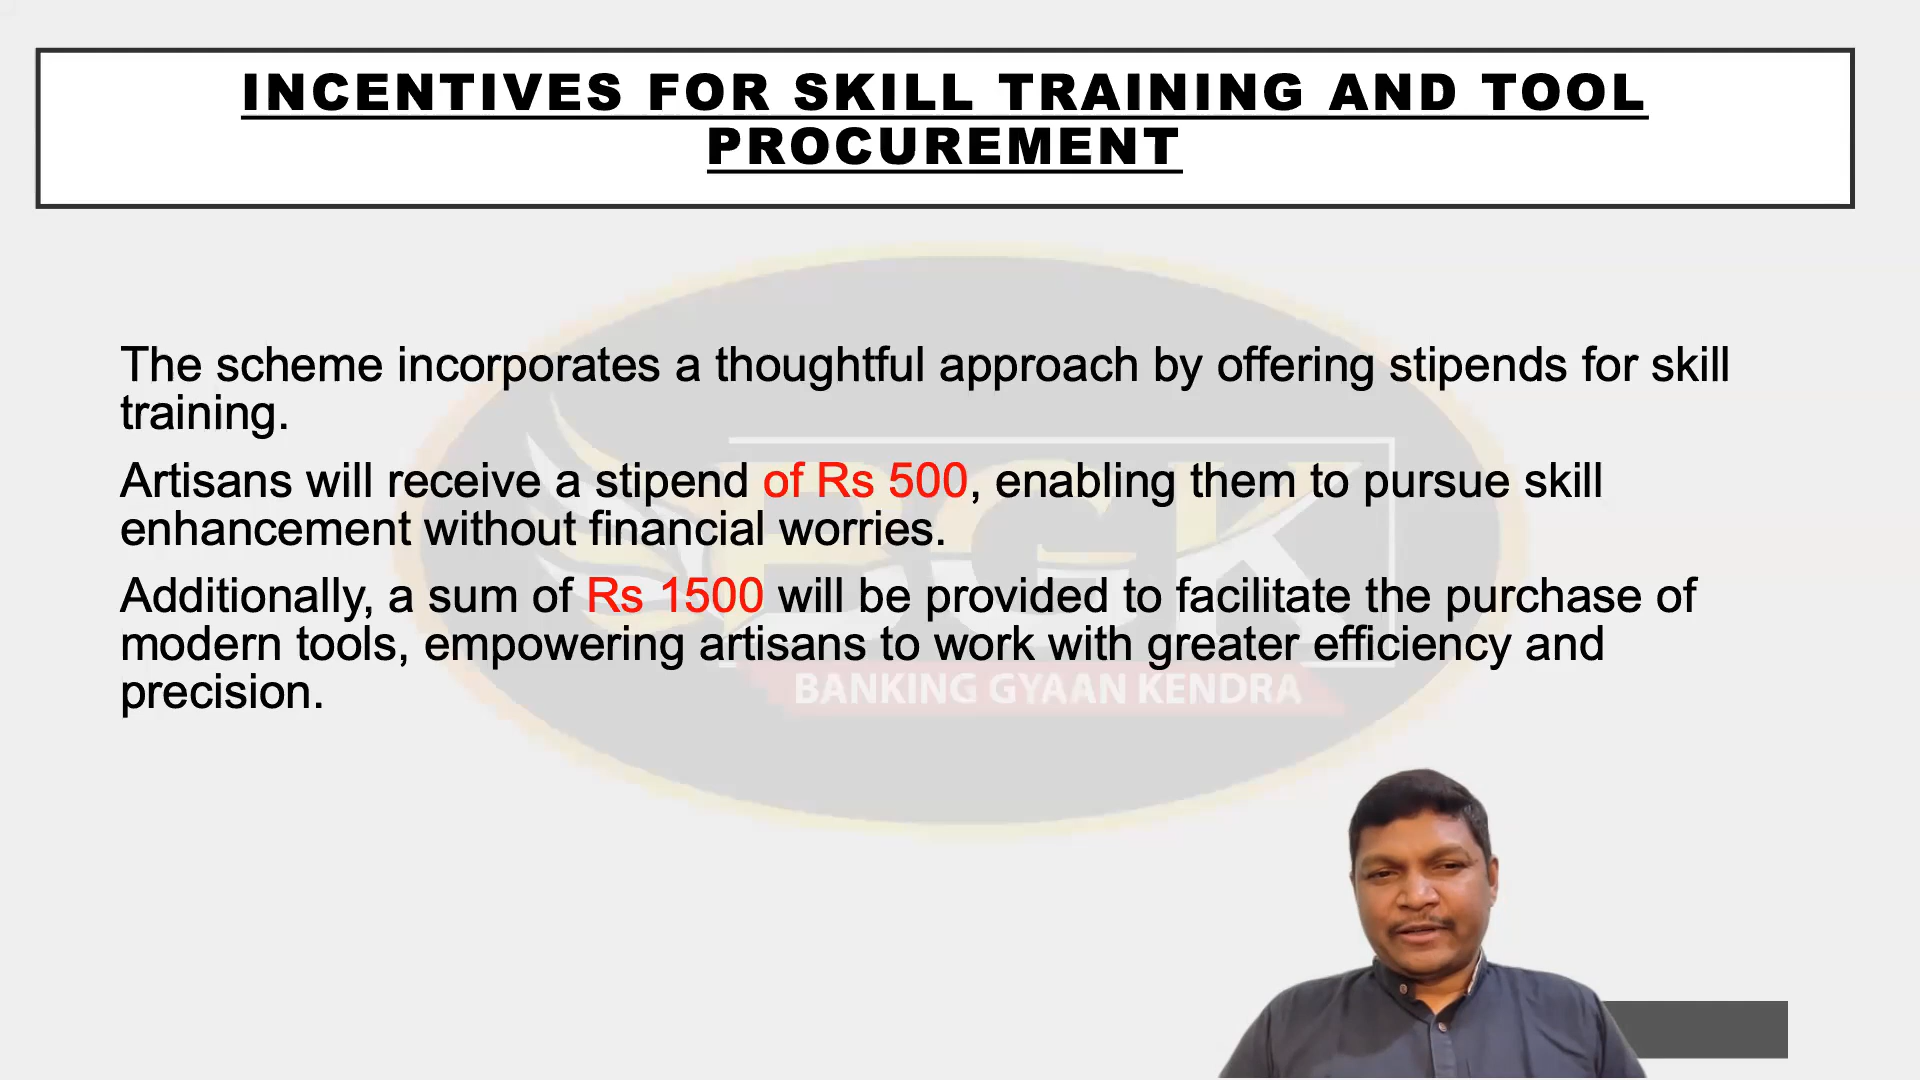 INCENTIVES FOR SKILL TRAINING AND TOOL
PROCUREMENT
The scheme incorporates a thoughtful approach by offering stipends for skill
training.
Artisans will receive a stipend of Rs 500, enabling them to pursue skill
enhancement without financial worries.
Additionally, a sum of Rs 1500 will be provided to facilitate the purchase of
modern tools, empowering artisans to work with greater efficiency and
precision.
BGK
BANKING GYAAN KENDRA